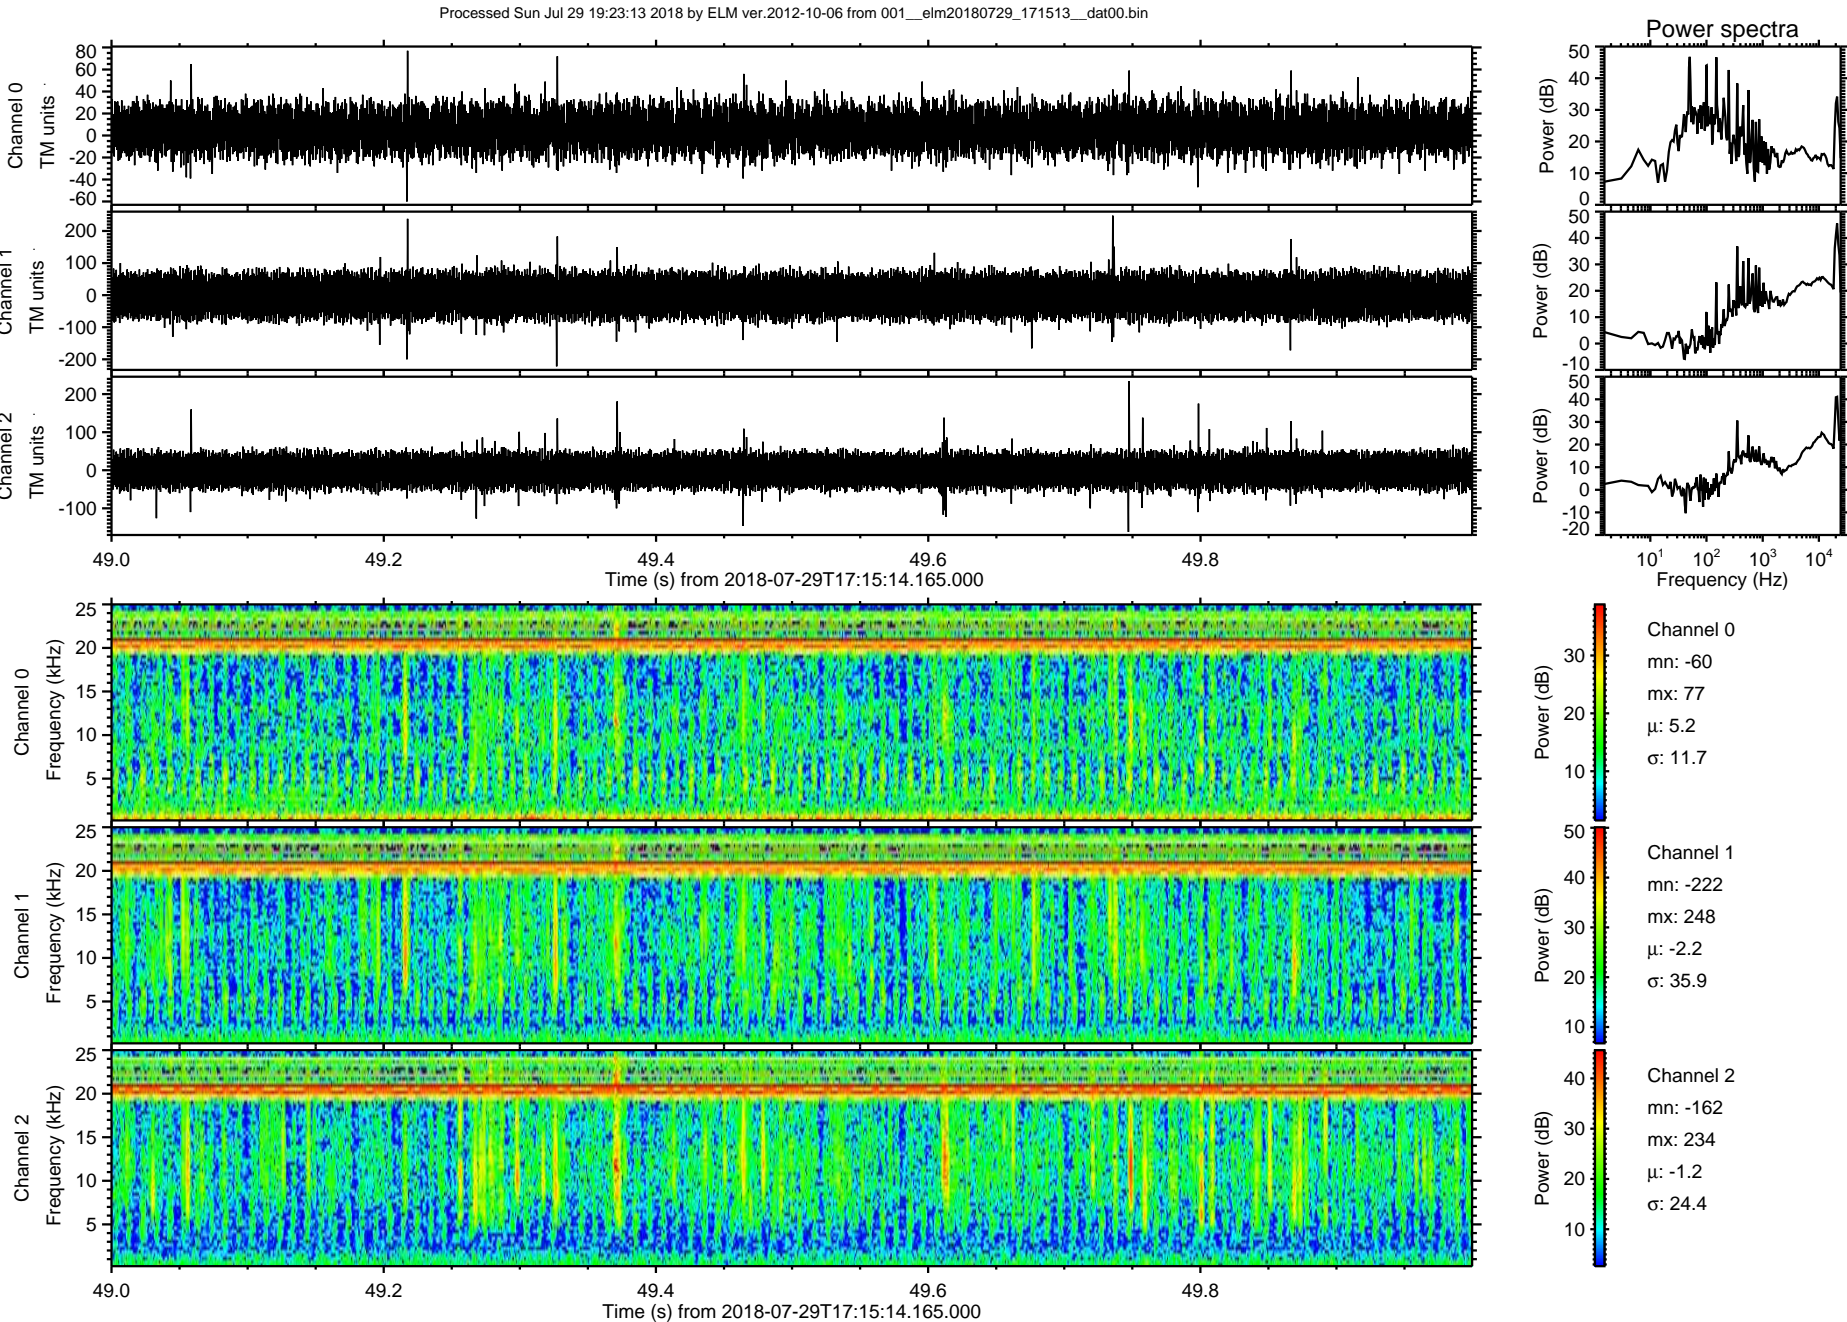 Processed Sun Jul 29 19:23:13 2018 by ELM ver.2012-10-06 from 001__elm20180729_171513__dat00.bin
Power spectra
Channel 0
TM units
80
60
40
20
0
-20
-40
-60
Power (dB)
50
40
30
20
10
0
Channel 1
TM units
200
100
0
-100
-200
Power (dB)
50
40
30
20
10
0
-10
Channel 2
TM units
200
100
0
-100
Power (dB)
50
40
30
20
10
0
-10
-20
49.0 49.2 49.4 49.6 49.8
Time (s) from 2018-07-29T17:15:14.165.000
10¹ 10² 10³ 10⁴
Frequency (Hz)
Channel 0
Frequency (kHz)
25
20
15
10
5
Power (dB)
30
20
10
Channel 0
mn: -60
mx: 77
μ: 5.2
σ: 11.7
Channel 1
Frequency (kHz)
25
20
15
10
5
Power (dB)
50
40
30
20
10
Channel 1
mn: -222
mx: 248
μ: -2.2
σ: 35.9
Channel 2
Frequency (kHz)
25
20
15
10
5
Power (dB)
40
30
20
10
Channel 2
mn: -162
mx: 234
μ: -1.2
σ: 24.4
49.0 49.2 49.4 49.6 49.8
Time (s) from 2018-07-29T17:15:14.165.000